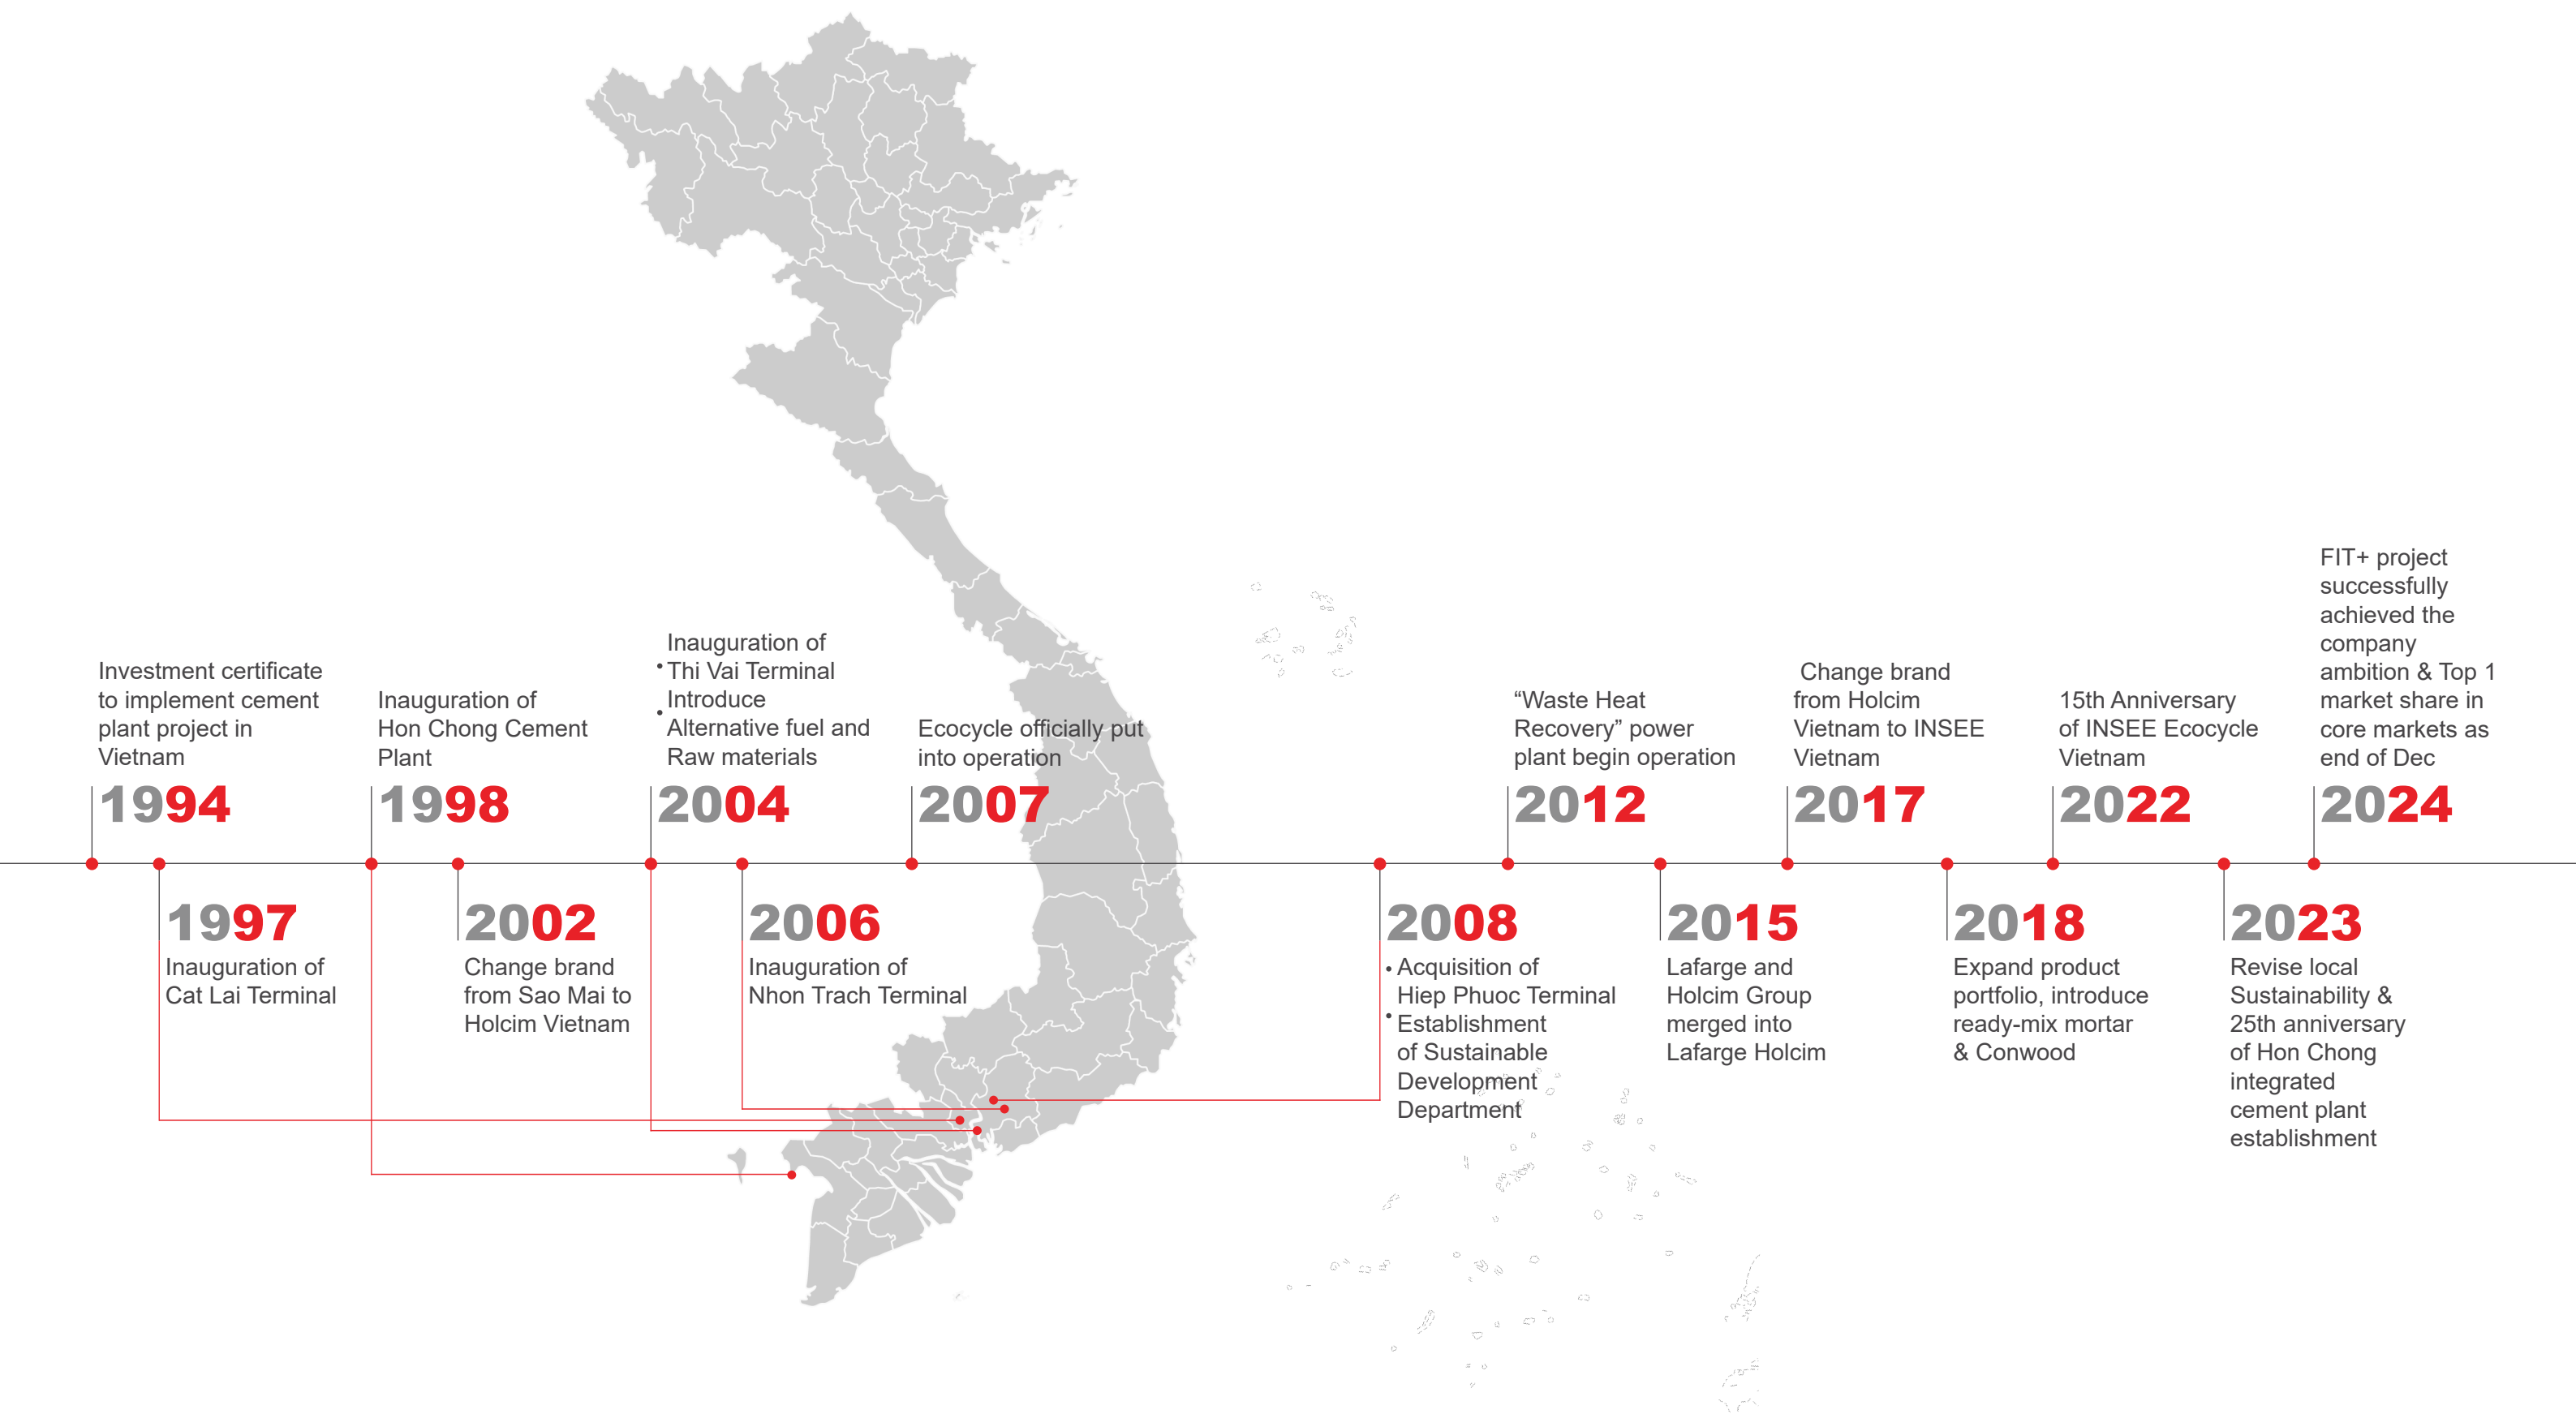 Investment certificate
to implement cement
plant project in
Vietnam
1994
1997
Inauguration of
Cat Lai Terminal
Inauguration of
Hon Chong Cement
Plant
1998
2002
Change brand
from Sao Mai to
Holcim Vietnam
Inauguration of
• Thi Vai Terminal
Introduce
• Alternative fuel and
Raw materials
2004
2006
Inauguration of
Nhon Trach Terminal
Ecocycle officially put
into operation
2007
2008
• Acquisition of
Hiep Phuoc Terminal
• Establishment
of Sustainable
Development
Department
“Waste Heat
Recovery” power
plant begin operation
2012
2015
Lafarge and
Holcim Group
merged into
Lafarge Holcim
Change brand
from Holcim
Vietnam to INSEE
Vietnam
2017
2018
Expand product
portfolio, introduce
ready-mix mortar
& Conwood
15th Anniversary
of INSEE Ecocycle
Vietnam
2022
2023
Revise local
Sustainability &
25th anniversary
of Hon Chong
integrated
cement plant
establishment
FIT+ project
successfully
achieved the
company
ambition & Top 1
market share in
core markets as
end of Dec
2024